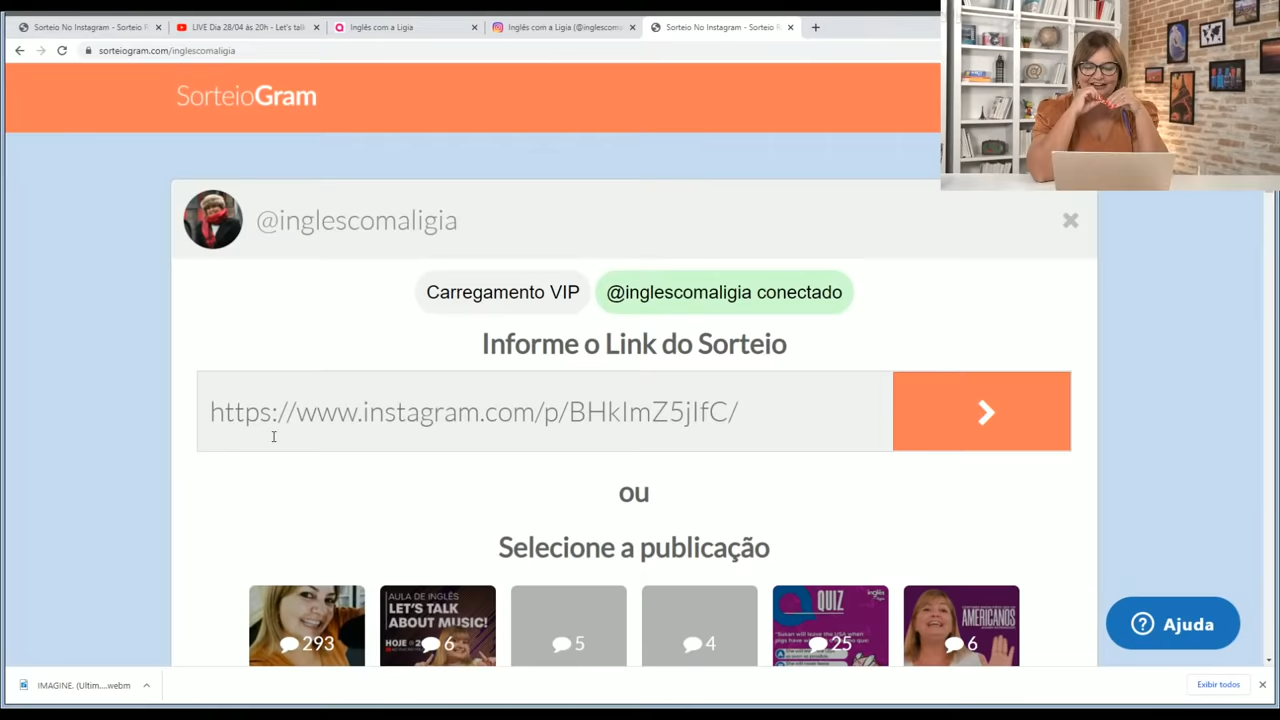 Sorteio No Instagram - Sorteio R
LIVE Dia 28/04 às 20h - Let's talk
Inglês com a Ligia
Inglês com a Ligia (@inglescoma
Sorteio No Instagram - Sorteio R
sorteiogram.com/inglescomaligia
SorteioGram
@inglescomaligia
Carregamento VIP
@inglescomaligia conectado
Informe o Link do Sorteio
https://www.instagram.com/p/BHkImZ5jIfC/
ou
Selecione a publicação
293
AULA DE INGLÊS
LET'S TALK
ABOUT MUSIC!
6
5
4
QUIZ
25
AMERICANOS
6
Ajuda
IMAGINE. (Ultim....webm
Exibir todos